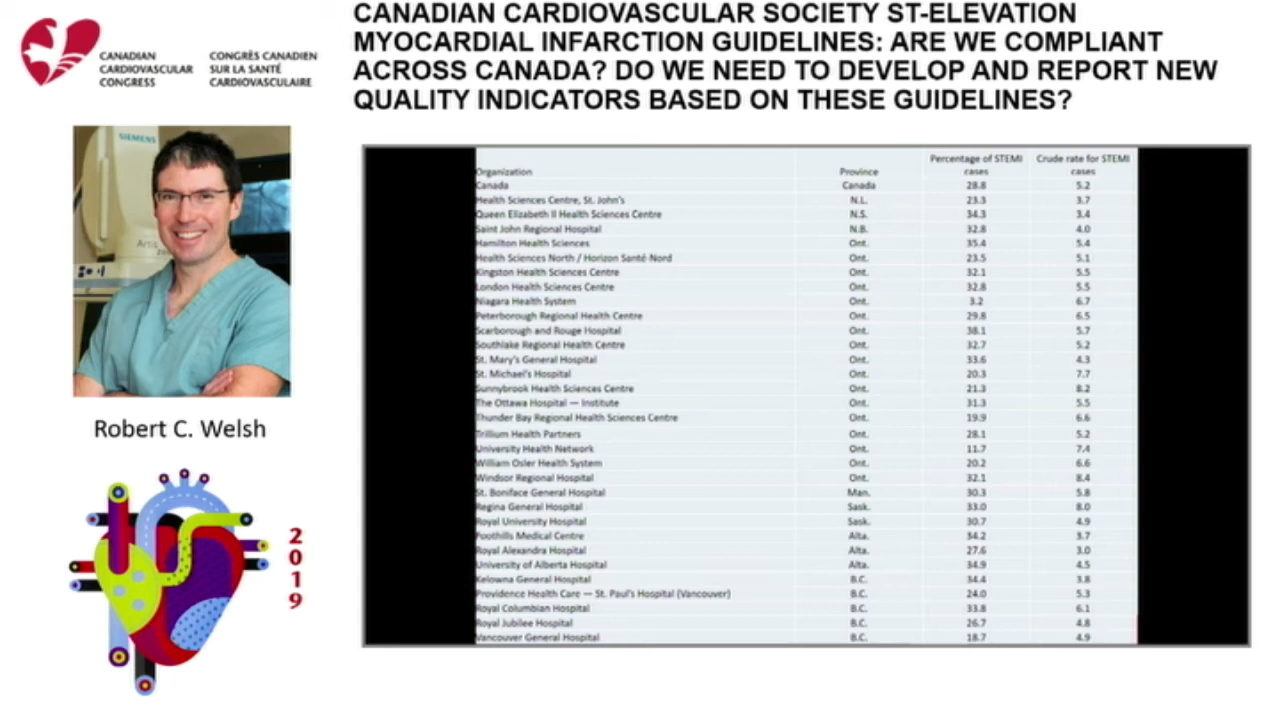 CANADIAN
CARDIOVASCULAR
CONGRESS
CONGRÈS CANADIEN
SUR LA SANTÉ
CARDIOVASCULAIRE
CANADIAN CARDIOVASCULAR SOCIETY ST-ELEVATION
MYOCARDIAL INFARCTION GUIDELINES: ARE WE COMPLIANT
ACROSS CANADA? DO WE NEED TO DEVELOP AND REPORT NEW
QUALITY INDICATORS BASED ON THESE GUIDELINES?
SIEMENS
Artis
Robert C. Welsh
2019
Organization Province Percentage of STEMI cases Crude rate for STEMI cases
Canada Canada 28.8 5.2
Health Sciences Centre, St. John's N.L. 23.3 3.7
Queen Elizabeth II Health Sciences Centre N.S. 34.3 3.4
Saint John Regional Hospital N.B. 32.8 4.0
Hamilton Health Sciences Ont. 35.4 5.4
Health Sciences North / Horizon Santé-Nord Ont. 23.5 5.1
Kingston Health Sciences Centre Ont. 32.1 5.5
London Health Sciences Centre Ont. 32.8 5.5
Niagara Health System Ont. 3.2 6.7
Peterborough Regional Health Centre Ont. 29.8 6.5
Scarborough and Rouge Hospital Ont. 38.1 5.7
Southlake Regional Health Centre Ont. 32.7 5.2
St. Mary's General Hospital Ont. 33.6 4.3
St. Michael's Hospital Ont. 20.3 7.7
Sunnybrook Health Sciences Centre Ont. 21.3 8.2
The Ottawa Hospital — Institute Ont. 31.3 5.5
Thunder Bay Regional Health Sciences Centre Ont. 19.9 6.6
Trillium Health Partners Ont. 28.1 5.2
University Health Network Ont. 11.7 7.4
William Osler Health System Ont. 20.2 6.6
Windsor Regional Hospital Ont. 32.1 8.4
St. Boniface General Hospital Man. 30.3 5.8
Regina General Hospital Sask. 33.0 8.0
Royal University Hospital Sask. 30.7 4.9
Foothills Medical Centre Alta. 34.2 3.7
Royal Alexandra Hospital Alta. 27.6 3.0
University of Alberta Hospital Alta. 34.9 4.5
Kelowna General Hospital B.C. 34.4 3.8
Providence Health Care — St. Paul's Hospital (Vancouver) B.C. 24.0 5.3
Royal Columbian Hospital B.C. 33.8 6.1
Royal Jubilee Hospital B.C. 26.7 4.8
Vancouver General Hospital B.C. 18.7 4.9